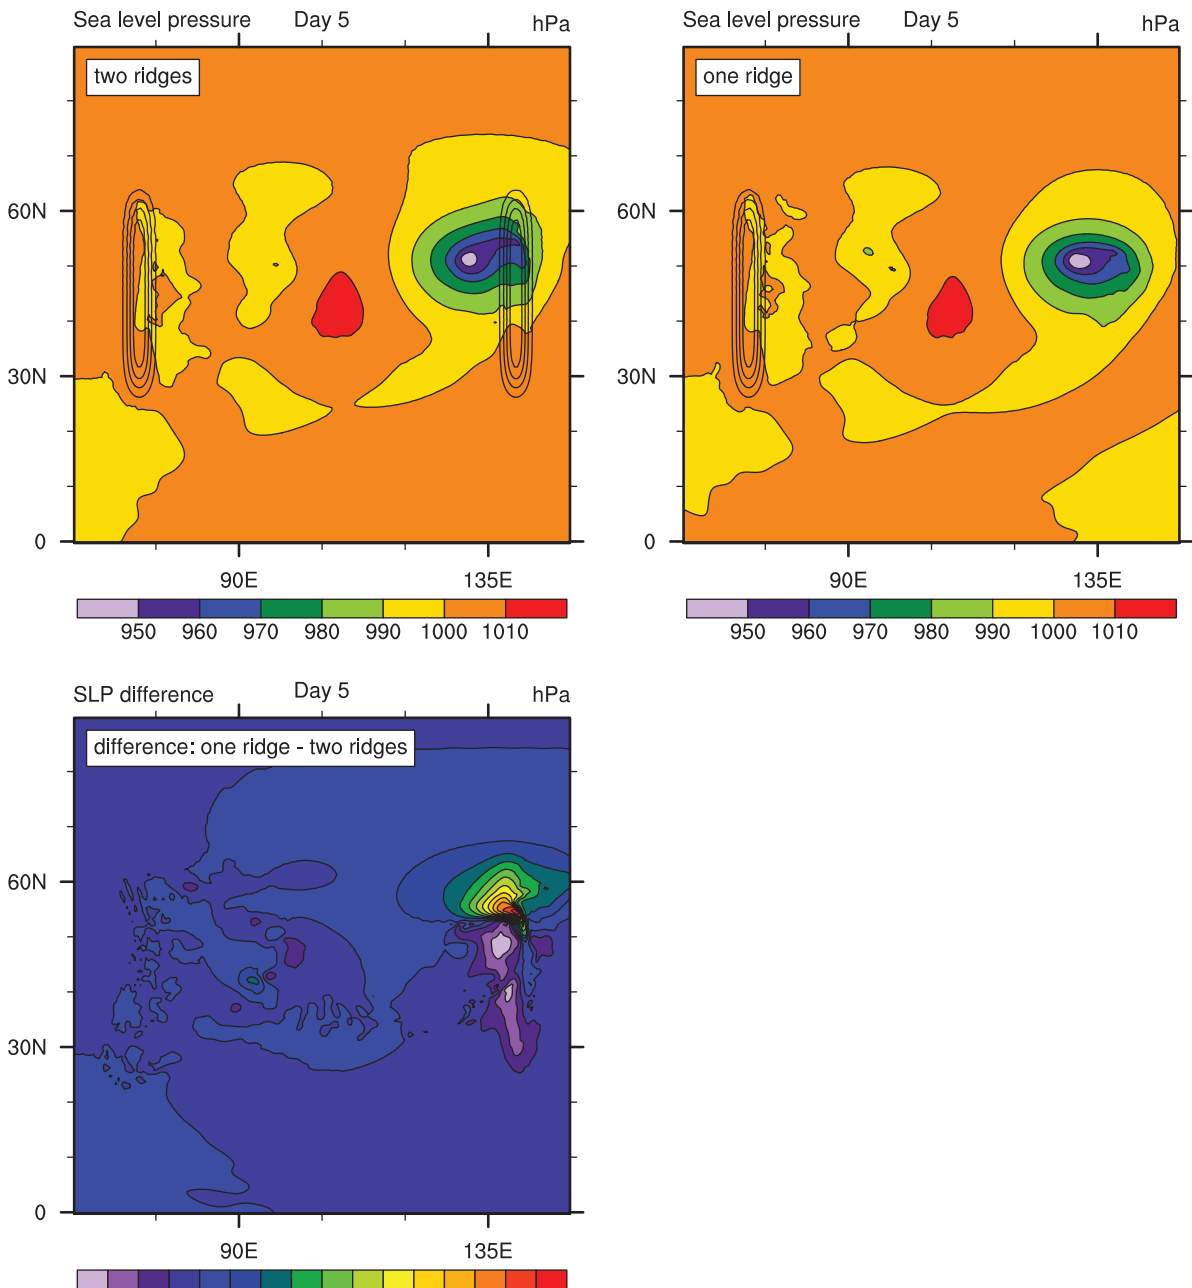 Sea level pressure Day 5 hPa
two ridges
60N
30N
0
90E 135E
950 960 970 980 990 1000 1010
Sea level pressure Day 5 hPa
one ridge
60N
30N
0
90E 135E
950 960 970 980 990 1000 1010
SLP difference Day 5 hPa
difference: one ridge - two ridges
60N
30N
0
90E 135E